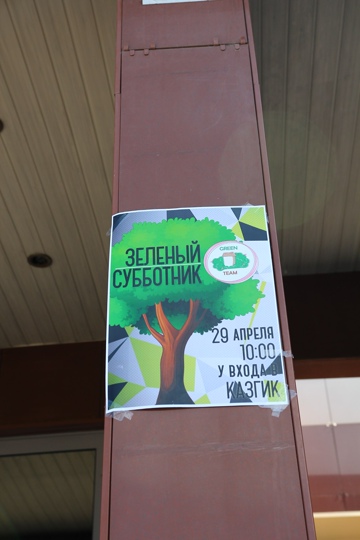 ЗЕЛЕНЫЙ
СУББОТНИК
GREEN
TEAM
29 АПРЕЛЯ
10:00
У ВХОДА В
КАЗГИК